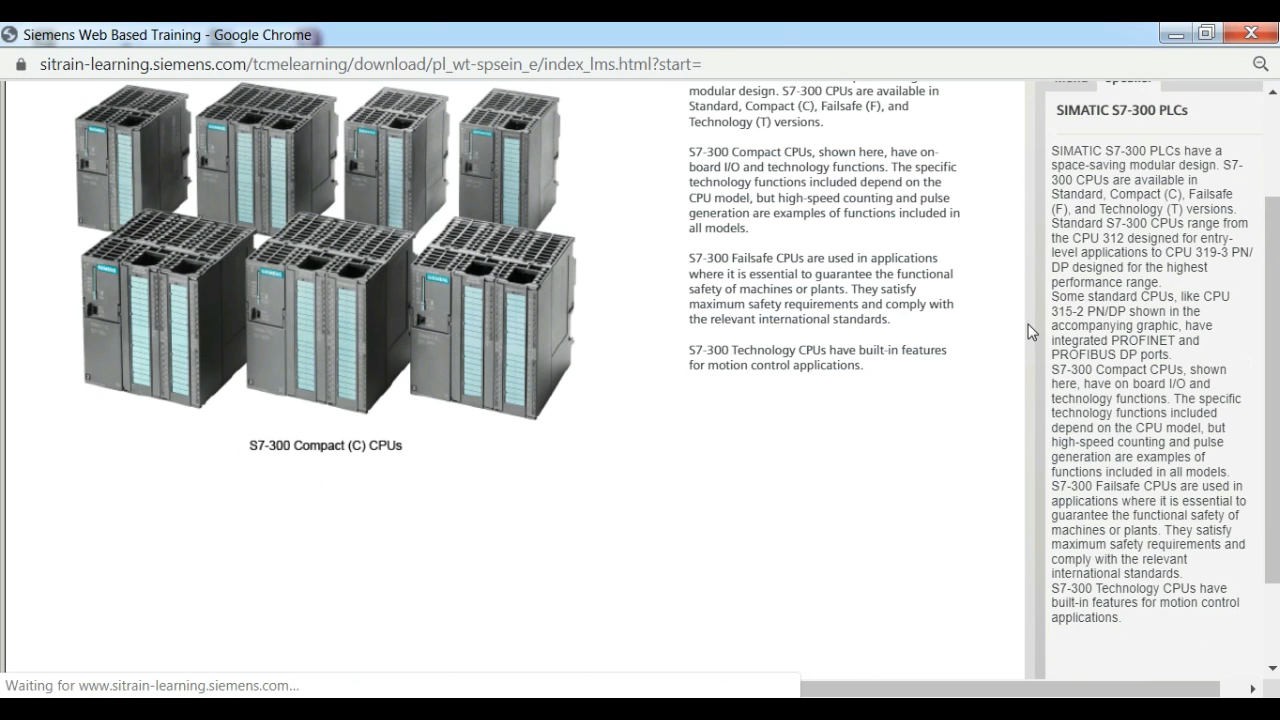 Siemens Web Based Training - Google Chrome
sitrain-learning.siemens.com/tcmelearning/download/pl_wt-spsein_e/index_lms.html?start=
modular design. S7-300 CPUs are available in
Standard, Compact (C), Failsafe (F), and
Technology (T) versions.
S7-300 Compact CPUs, shown here, have on-
board I/O and technology functions. The specific
technology functions included depend on the
CPU model, but high-speed counting and pulse
generation are examples of functions included in
all models.
S7-300 Failsafe CPUs are used in applications
where it is essential to guarantee the functional
safety of machines or plants. They satisfy
maximum safety requirements and comply with
the relevant international standards.
S7-300 Technology CPUs have built-in features
for motion control applications.
SIEMENS
SIEMENS
SIEMENS
SIEMENS
SIEMENS
SIEMENS
SIEMENS
S7-300 Compact (C) CPUs
SIMATIC S7-300 PLCs
SIMATIC S7-300 PLCs have a
space-saving modular design. S7-
300 CPUs are available in
Standard, Compact (C), Failsafe
(F), and Technology (T) versions.
Standard S7-300 CPUs range from
the CPU 312 designed for entry-
level applications to CPU 319-3 PN/
DP designed for the highest
performance range.
Some standard CPUs, like CPU
315-2 PN/DP shown in the
accompanying graphic, have
integrated PROFINET and
PROFIBUS DP ports.
S7-300 Compact CPUs, shown
here, have on board I/O and
technology functions. The specific
technology functions included
depend on the CPU model, but
high-speed counting and pulse
generation are examples of
functions included in all models.
S7-300 Failsafe CPUs are used in
applications where it is essential to
guarantee the functional safety of
machines or plants. They satisfy
maximum safety requirements and
comply with the relevant
international standards.
S7-300 Technology CPUs have
built-in features for motion control
applications.
Waiting for www.sitrain-learning.siemens.com...